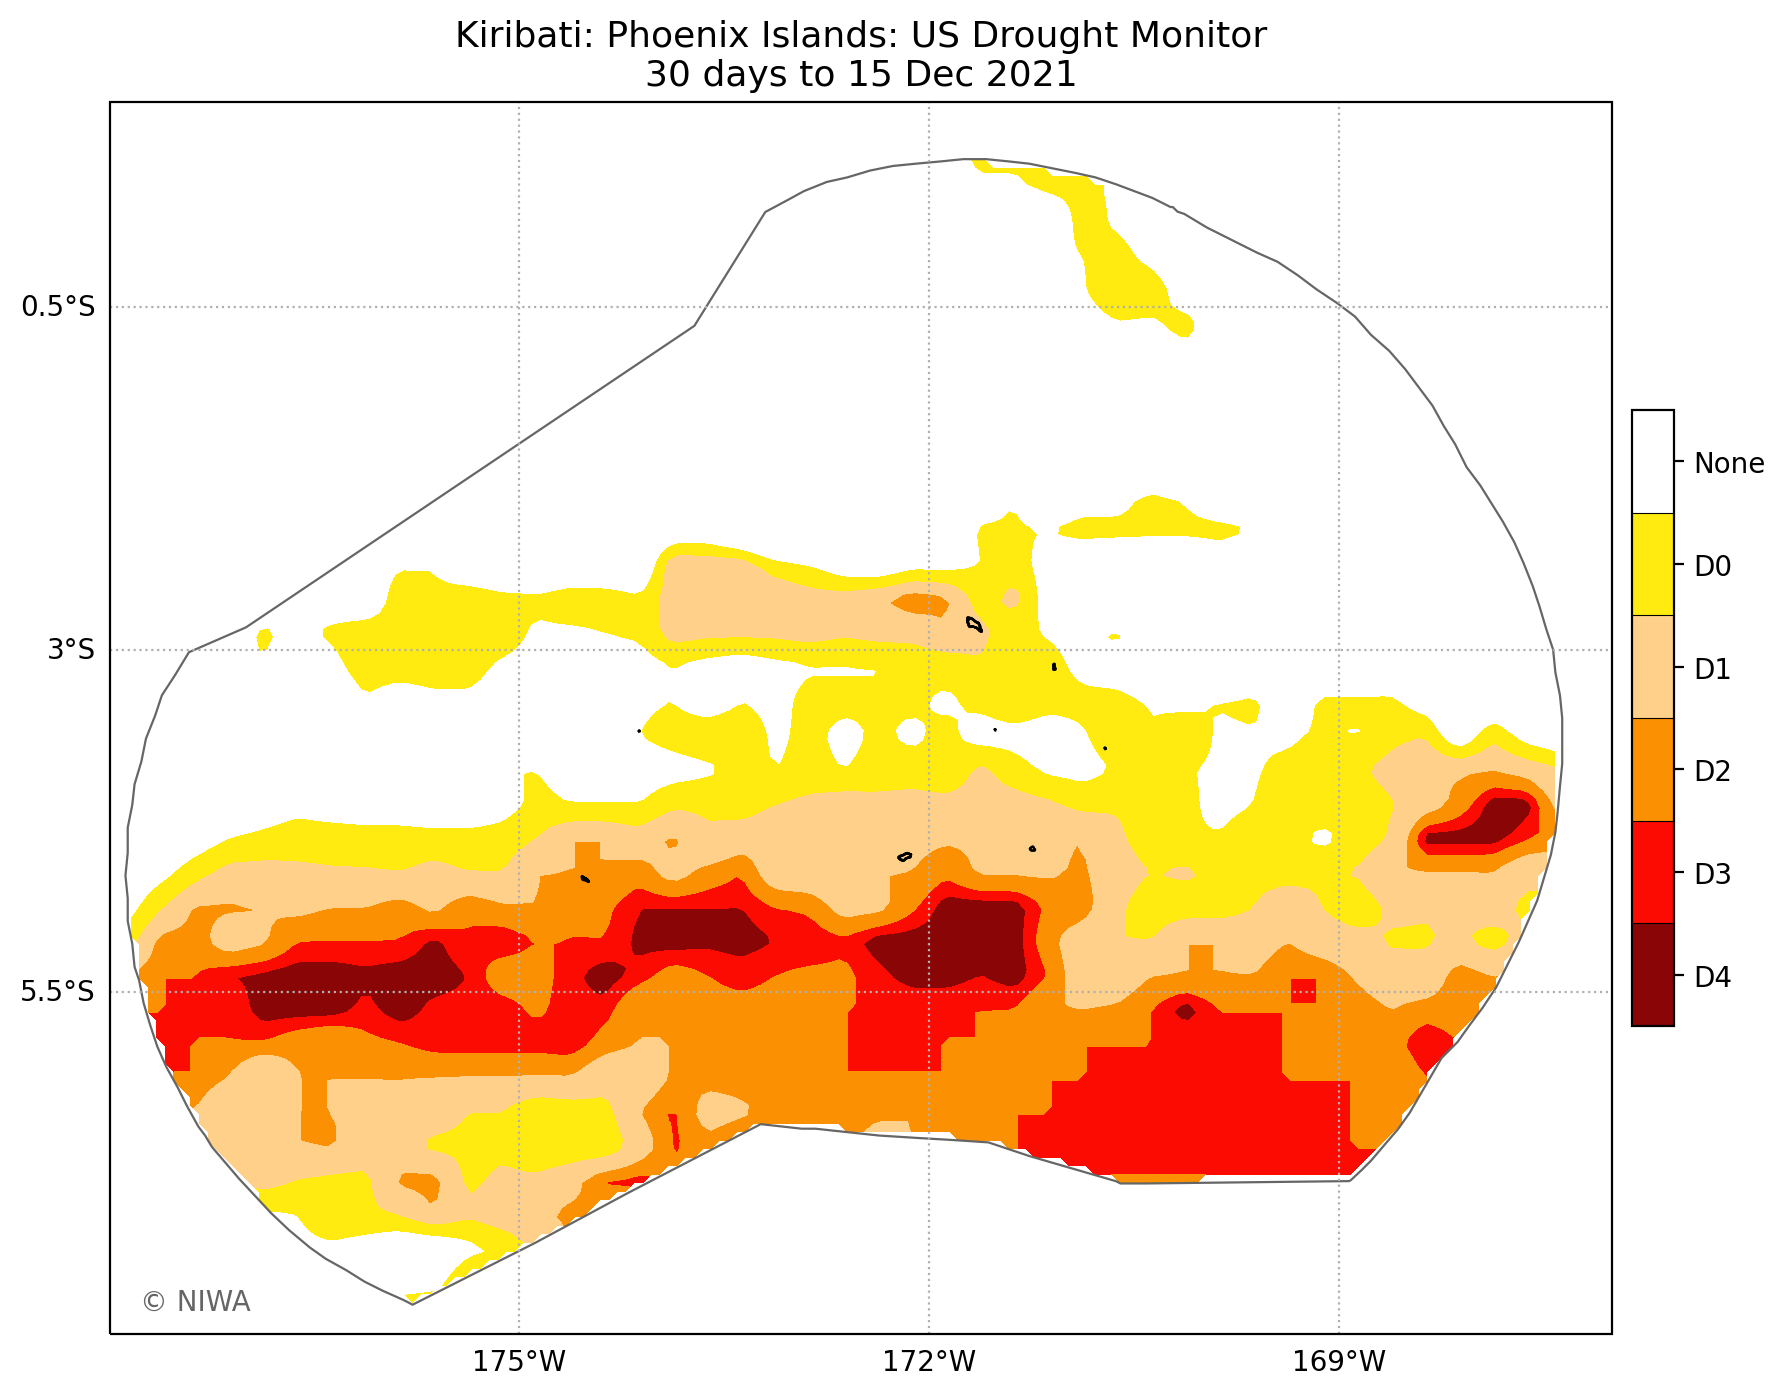 Kiribati: Phoenix Islands: US Drought Monitor
30 days to 15 Dec 2021
0.5°S
3°S
5.5°S
175°W
172°W
169°W
None
D0
D1
D2
D3
D4
© NIWA